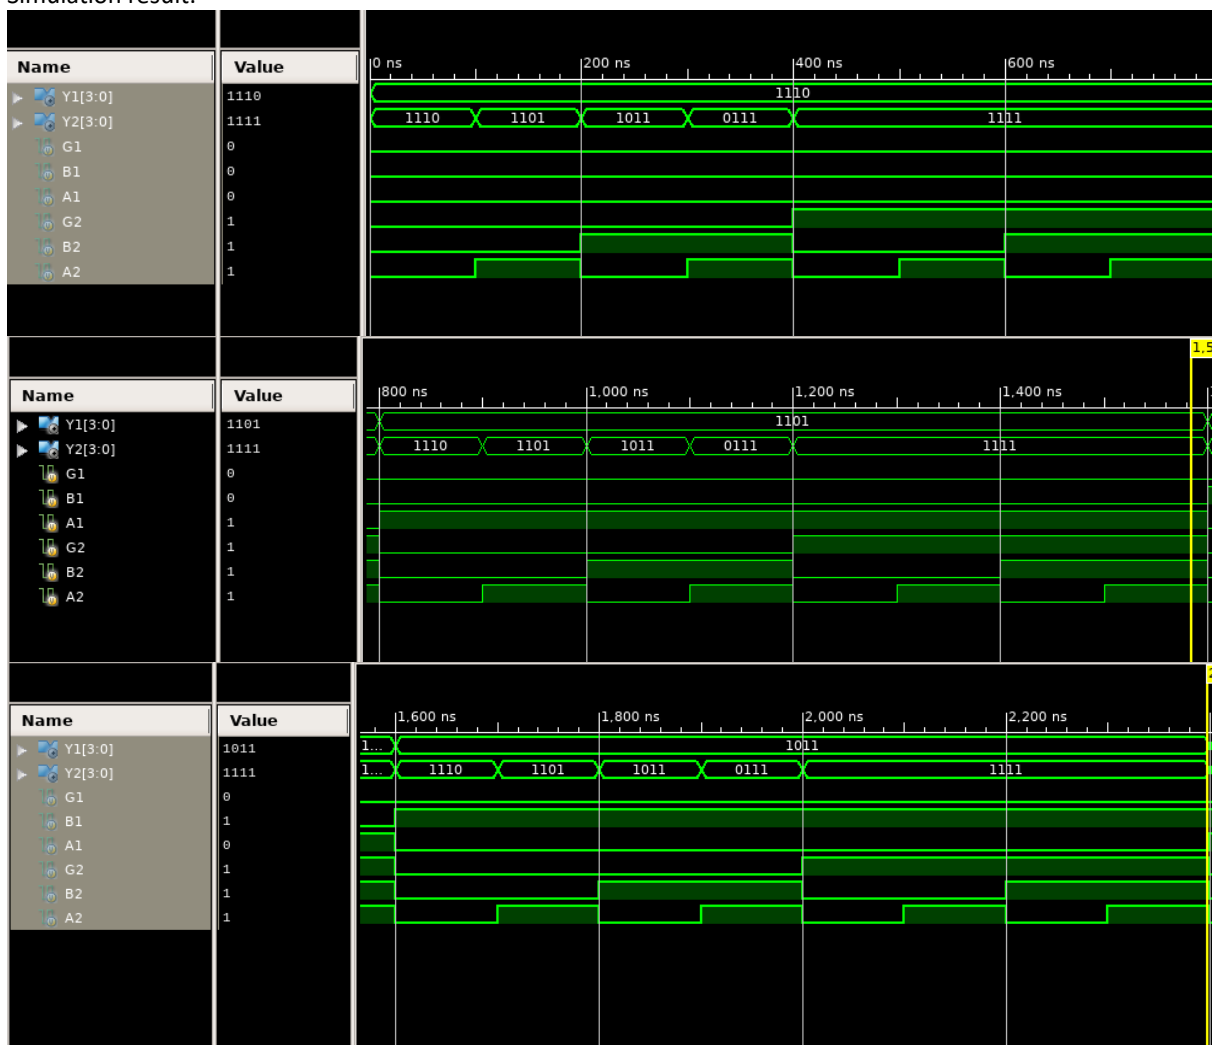 Simulation result:
Name Value 0 ns 200 ns 400 ns 600 ns
Y1[3:0] 1110 1110
Y2[3:0] 1111 1110 1101 1011 0111 1111
G1 0
B1 0
A1 0
G2 1
B2 1
A2 1
1,5
Name Value 800 ns 1,000 ns 1,200 ns 1,400 ns
Y1[3:0] 1101 1101
Y2[3:0] 1111 1110 1101 1011 0111 1111
G1 0
B1 0
A1 1
G2 1
B2 1
A2 1
Name Value 1,600 ns 1,800 ns 2,000 ns 2,200 ns
Y1[3:0] 1011 1... 1011
Y2[3:0] 1111 1... 1110 1101 1011 0111 1111
G1 0
B1 1
A1 0
G2 1
B2 1
A2 1